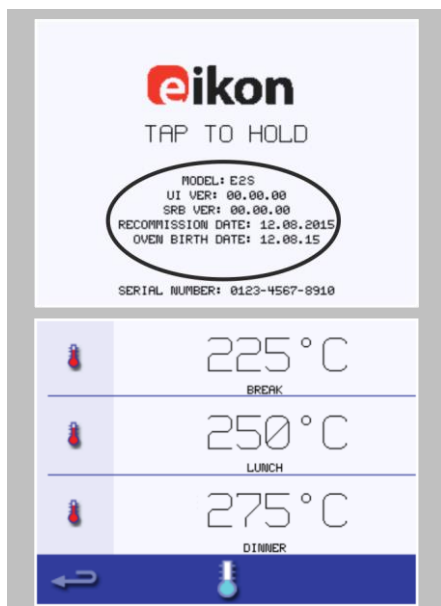 eikon
TAP TO HOLD
MODEL: E2S
UI VER: 00.00.00
SRB VER: 00.00.00
RECOMMISSION DATE: 12.08.2015
OVEN BIRTH DATE: 12.08.15
SERIAL NUMBER: 0123-4567-8910
225°C
BREAK
250°C
LUNCH
275°C
DINNER